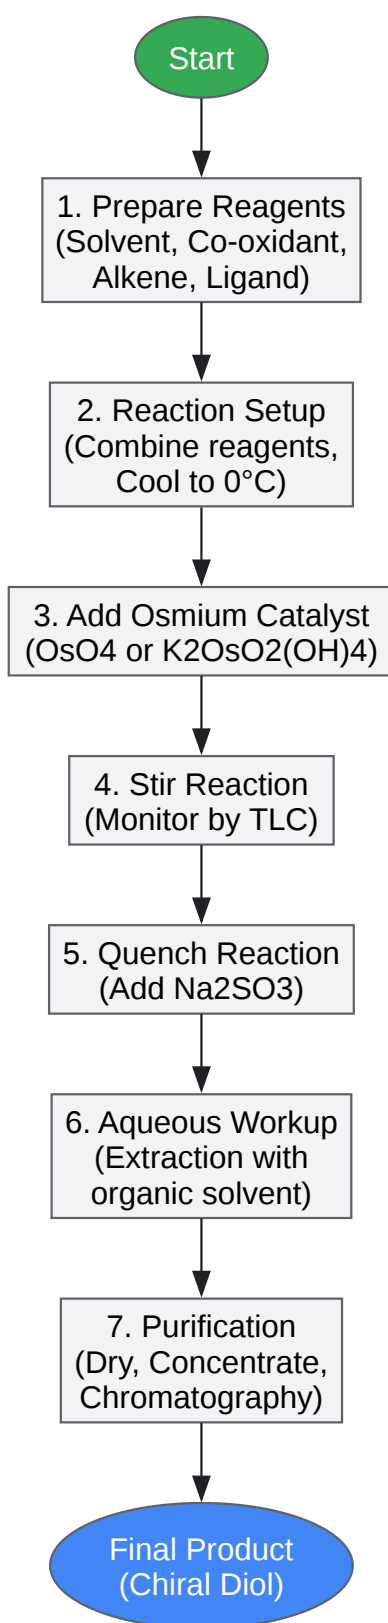 Start
1. Prepare Reagents
(Solvent, Co-oxidant,
Alkene, Ligand)
2. Reaction Setup
(Combine reagents,
Cool to 0°C)
3. Add Osmium Catalyst
(OsO4 or K2OsO2(OH)4)
4. Stir Reaction
(Monitor by TLC)
5. Quench Reaction
(Add Na2SO3)
6. Aqueous Workup
(Extraction with
organic solvent)
7. Purification
(Dry, Concentrate,
Chromatography)
Final Product
(Chiral Diol)